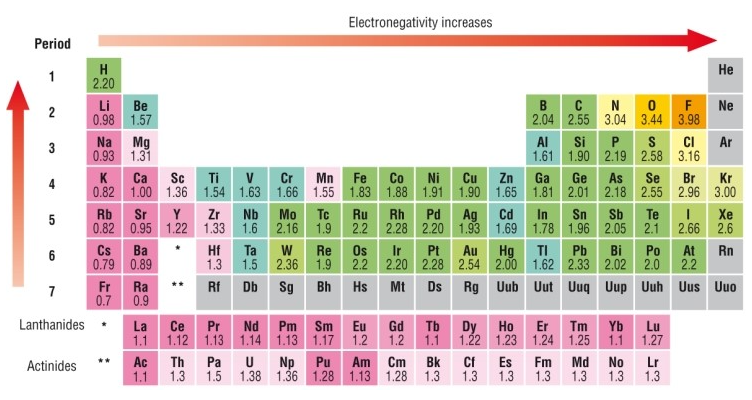 Electronegativity increases
Period
1 H He
2.20
2 Li Be B C N O F Ne
0.98 1.57 2.04 2.55 3.04 3.44 3.98
3 Na Mg Al Si P S Cl Ar
0.93 1.31 1.61 1.90 2.19 2.58 3.16
4 K Ca Sc Ti V Cr Mn Fe Co Ni Cu Zn Ga Ge As Se Br Kr
0.82 1.00 1.36 1.54 1.63 1.66 1.55 1.83 1.88 1.91 1.90 1.65 1.81 2.01 2.18 2.55 2.96 3.00
5 Rb Sr Y Zr Nb Mo Tc Ru Rh Pd Ag Cd In Sn Sb Te I Xe
0.82 0.95 1.22 1.33 1.6 2.16 1.9 2.2 2.28 2.20 1.93 1.69 1.78 1.96 2.05 2.1 2.66 2.6
6 Cs Ba * Hf Ta W Re Os Ir Pt Au Hg Tl Pb Bi Po At Rn
0.79 0.89 1.3 1.5 2.36 1.9 2.2 2.20 2.28 2.54 2.00 1.62 2.33 2.02 2.0 2.2
7 Fr Ra ** Rf Db Sg Bh Hs Mt Ds Rg Uub Uut Uuq Uup Uuh Uus Uuo
0.7 0.9
Lanthanides * La Ce Pr Nd Pm Sm Eu Gd Tb Dy Ho Er Tm Yb Lu
1.1 1.12 1.13 1.14 1.13 1.17 1.2 1.2 1.1 1.22 1.23 1.24 1.25 1.1 1.27
Actinides ** Ac Th Pa U Np Pu Am Cm Bk Cf Es Fm Md No Lr
1.1 1.3 1.5 1.38 1.36 1.28 1.13 1.28 1.3 1.3 1.3 1.3 1.3 1.3 1.3